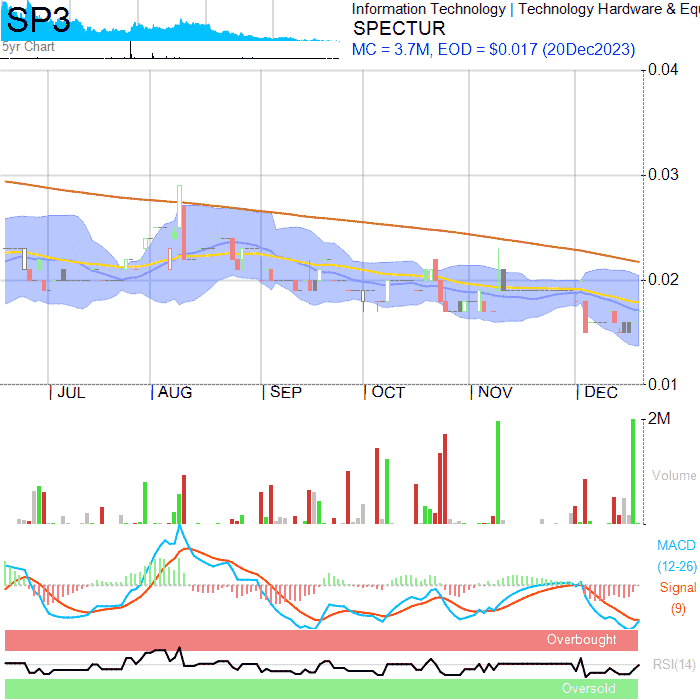 SP3
5yr Chart
Information Technology | Technology Hardware & Equ
SPECTUR
MC = 3.7M, EOD = $0.017 (20Dec2023)
0.04
0.03
0.02
0.01
JUL
AUG
SEP
OCT
NOV
DEC
2M
Volume
MACD
(12-26)
Signal
(9)
Overbought
RSI(14)
Oversold